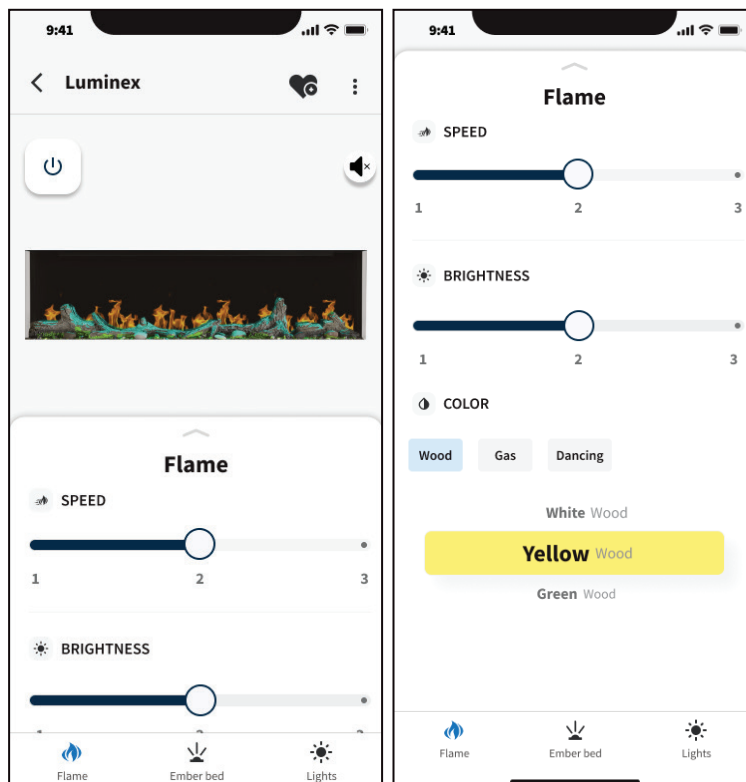 9:41
Luminex
Flame
SPEED
1 2 3
BRIGHTNESS
Flame Ember bed Lights
9:41
Flame
SPEED
1 2 3
BRIGHTNESS
1 2 3
COLOR
Wood Gas Dancing
White Wood
Yellow Wood
Green Wood
Flame Ember bed Lights